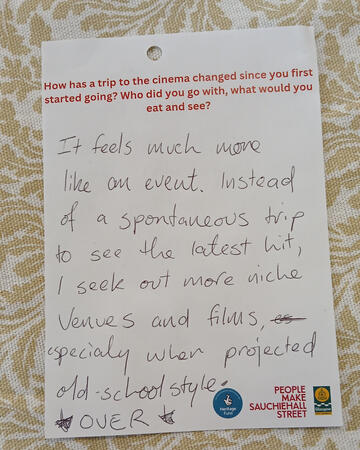 How has a trip to the cinema changed since you first
started going? Who did you go with, what would you
eat and see?
It feels much more
like an event. Instead
of a spontaneous trip
to see the latest hit,
I seek out more niche
venues and films, es
especialy when projected
old-school style.
OVER
Heritage
Fund
PEOPLE
MAKE
SAUCHIEHALL
STREET
Glasgow